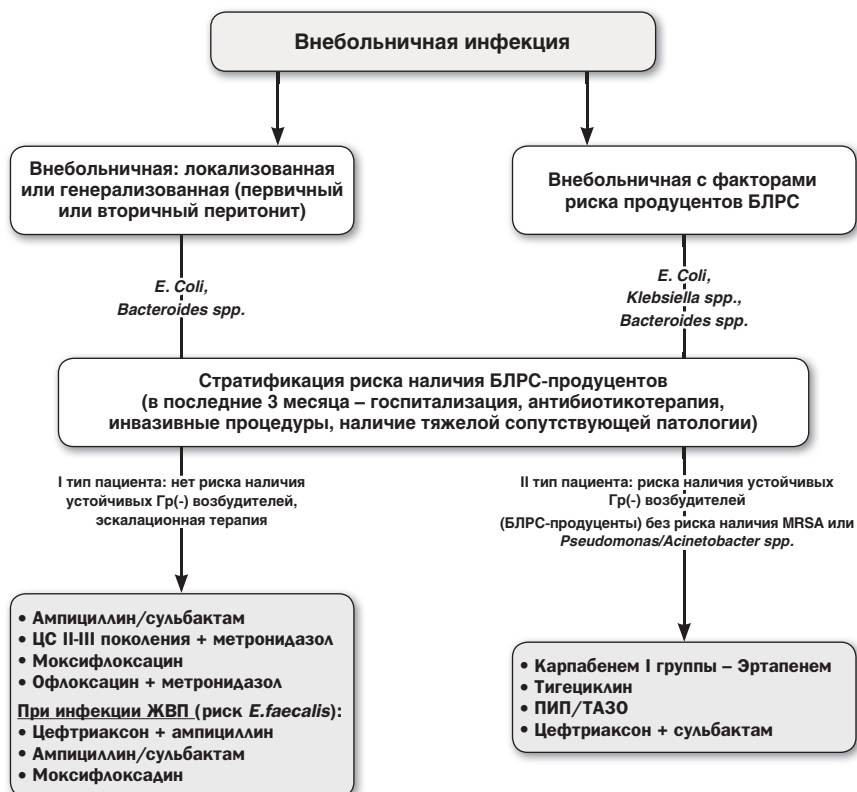 Внебольничная инфекция
Внебольничная: локализованная
или генерализованная (первичный
или вторичный перитонит)
Внебольничная с факторами
риска продуцентов БЛРС
E. Coli,
Bacteroides spp.
E. Coli,
Klebsiella spp.,
Bacteroides spp.
Стратификация риска наличия БЛРС-продуцентов
(в последние 3 месяца – госпитализация, антибиотикотерапия,
инвазивные процедуры, наличие тяжелой сопутствующей патологии)
I тип пациента: нет риска наличия
устойчивых Гр(-) возбудителей,
эскалационная терапия
II тип пациента: риска наличия устойчивых
Гр(-) возбудителей
(БЛРС-продуценты) без риска наличия MRSA или
Pseudomonas/Acinetobacter spp.
• Ампициллин/сульбактам
• ЦС II-III поколения + метронидазол
• Моксифлоксацин
• Офлоксацин + метронидазол
При инфекции ЖВП (риск E.faecalis):
• Цефтриаксон + ампициллин
• Ампициллин/сульбактам
• Моксифлоксадин
• Карпабенем I группы – Эртапенем
• Тигециклин
• ПИП/ТАЗО
• Цефтриаксон + сульбактам